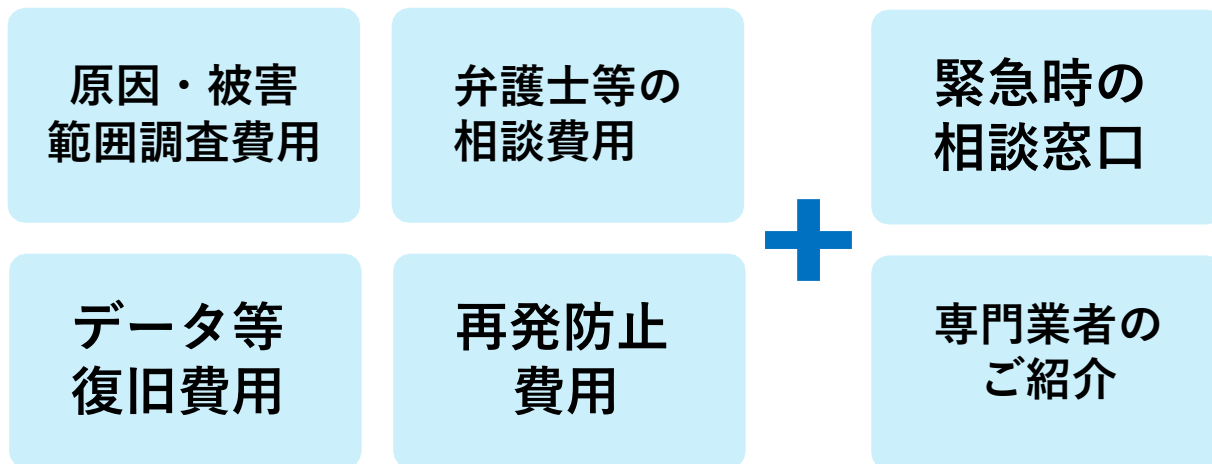 原因・被害
範囲調査費用
弁護士等の
相談費用
緊急時の
相談窓口
データ等
復旧費用
再発防止
費用
専門業者の
ご紹介